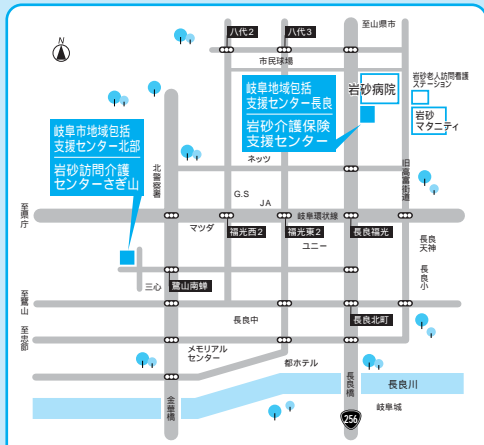 N
八代2
八代3
至山県市
市民球場
岐阜地域包括
支援センター長良
岩砂介護保険
支援センター
岩砂病院
岩砂老人訪問看護
ステーション
岩砂
マタニティ
岐阜市地域包括
支援センター北部
岩砂訪問介護
センターさぎ山
北警察署
ネッツ
旧高富街道
G.S
JA
至県庁
岐阜環状線
マツダ
福光西2
福光東2
長良福光
ユニー
長良
天神
長良小
三心
鷺山南蝉
至鷺山
長良中
長良北町
至忠節
メモリアル
センター
都ホテル
金華橋
長良橋
長良川
岐阜城
256